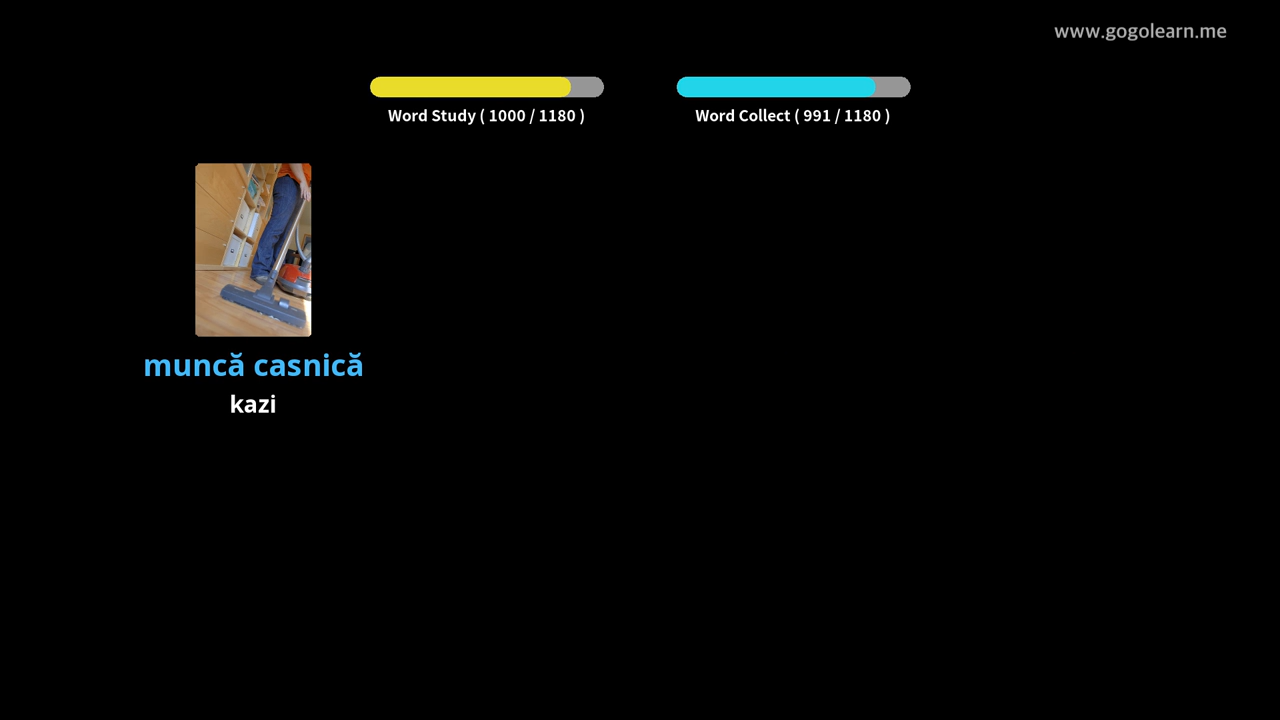 www.gogolearn.me
Word Study ( 1000 / 1180 )
Word Collect ( 991 / 1180 )
muncă casnică
kazi